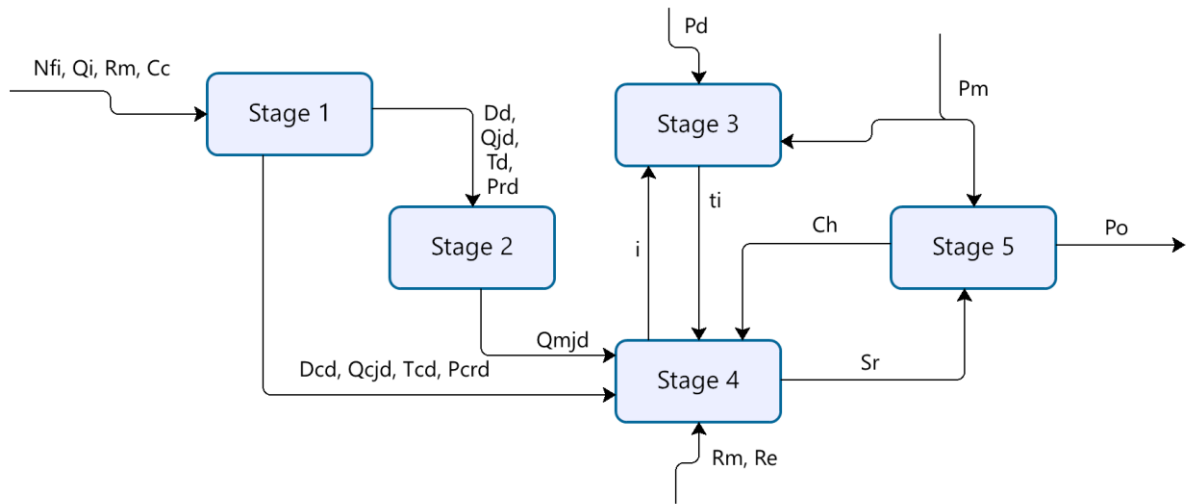 Nfi, Qi, Rm, Cc
Stage 1
Dd,
Qjd,
Td,
Prd
Stage 2
Qmjd
Dcd, Qcjd, Tcd, Pcrd
Pd
Stage 3
Pm
i
ti
Ch
Stage 5
Po
Stage 4
Sr
Rm, Re